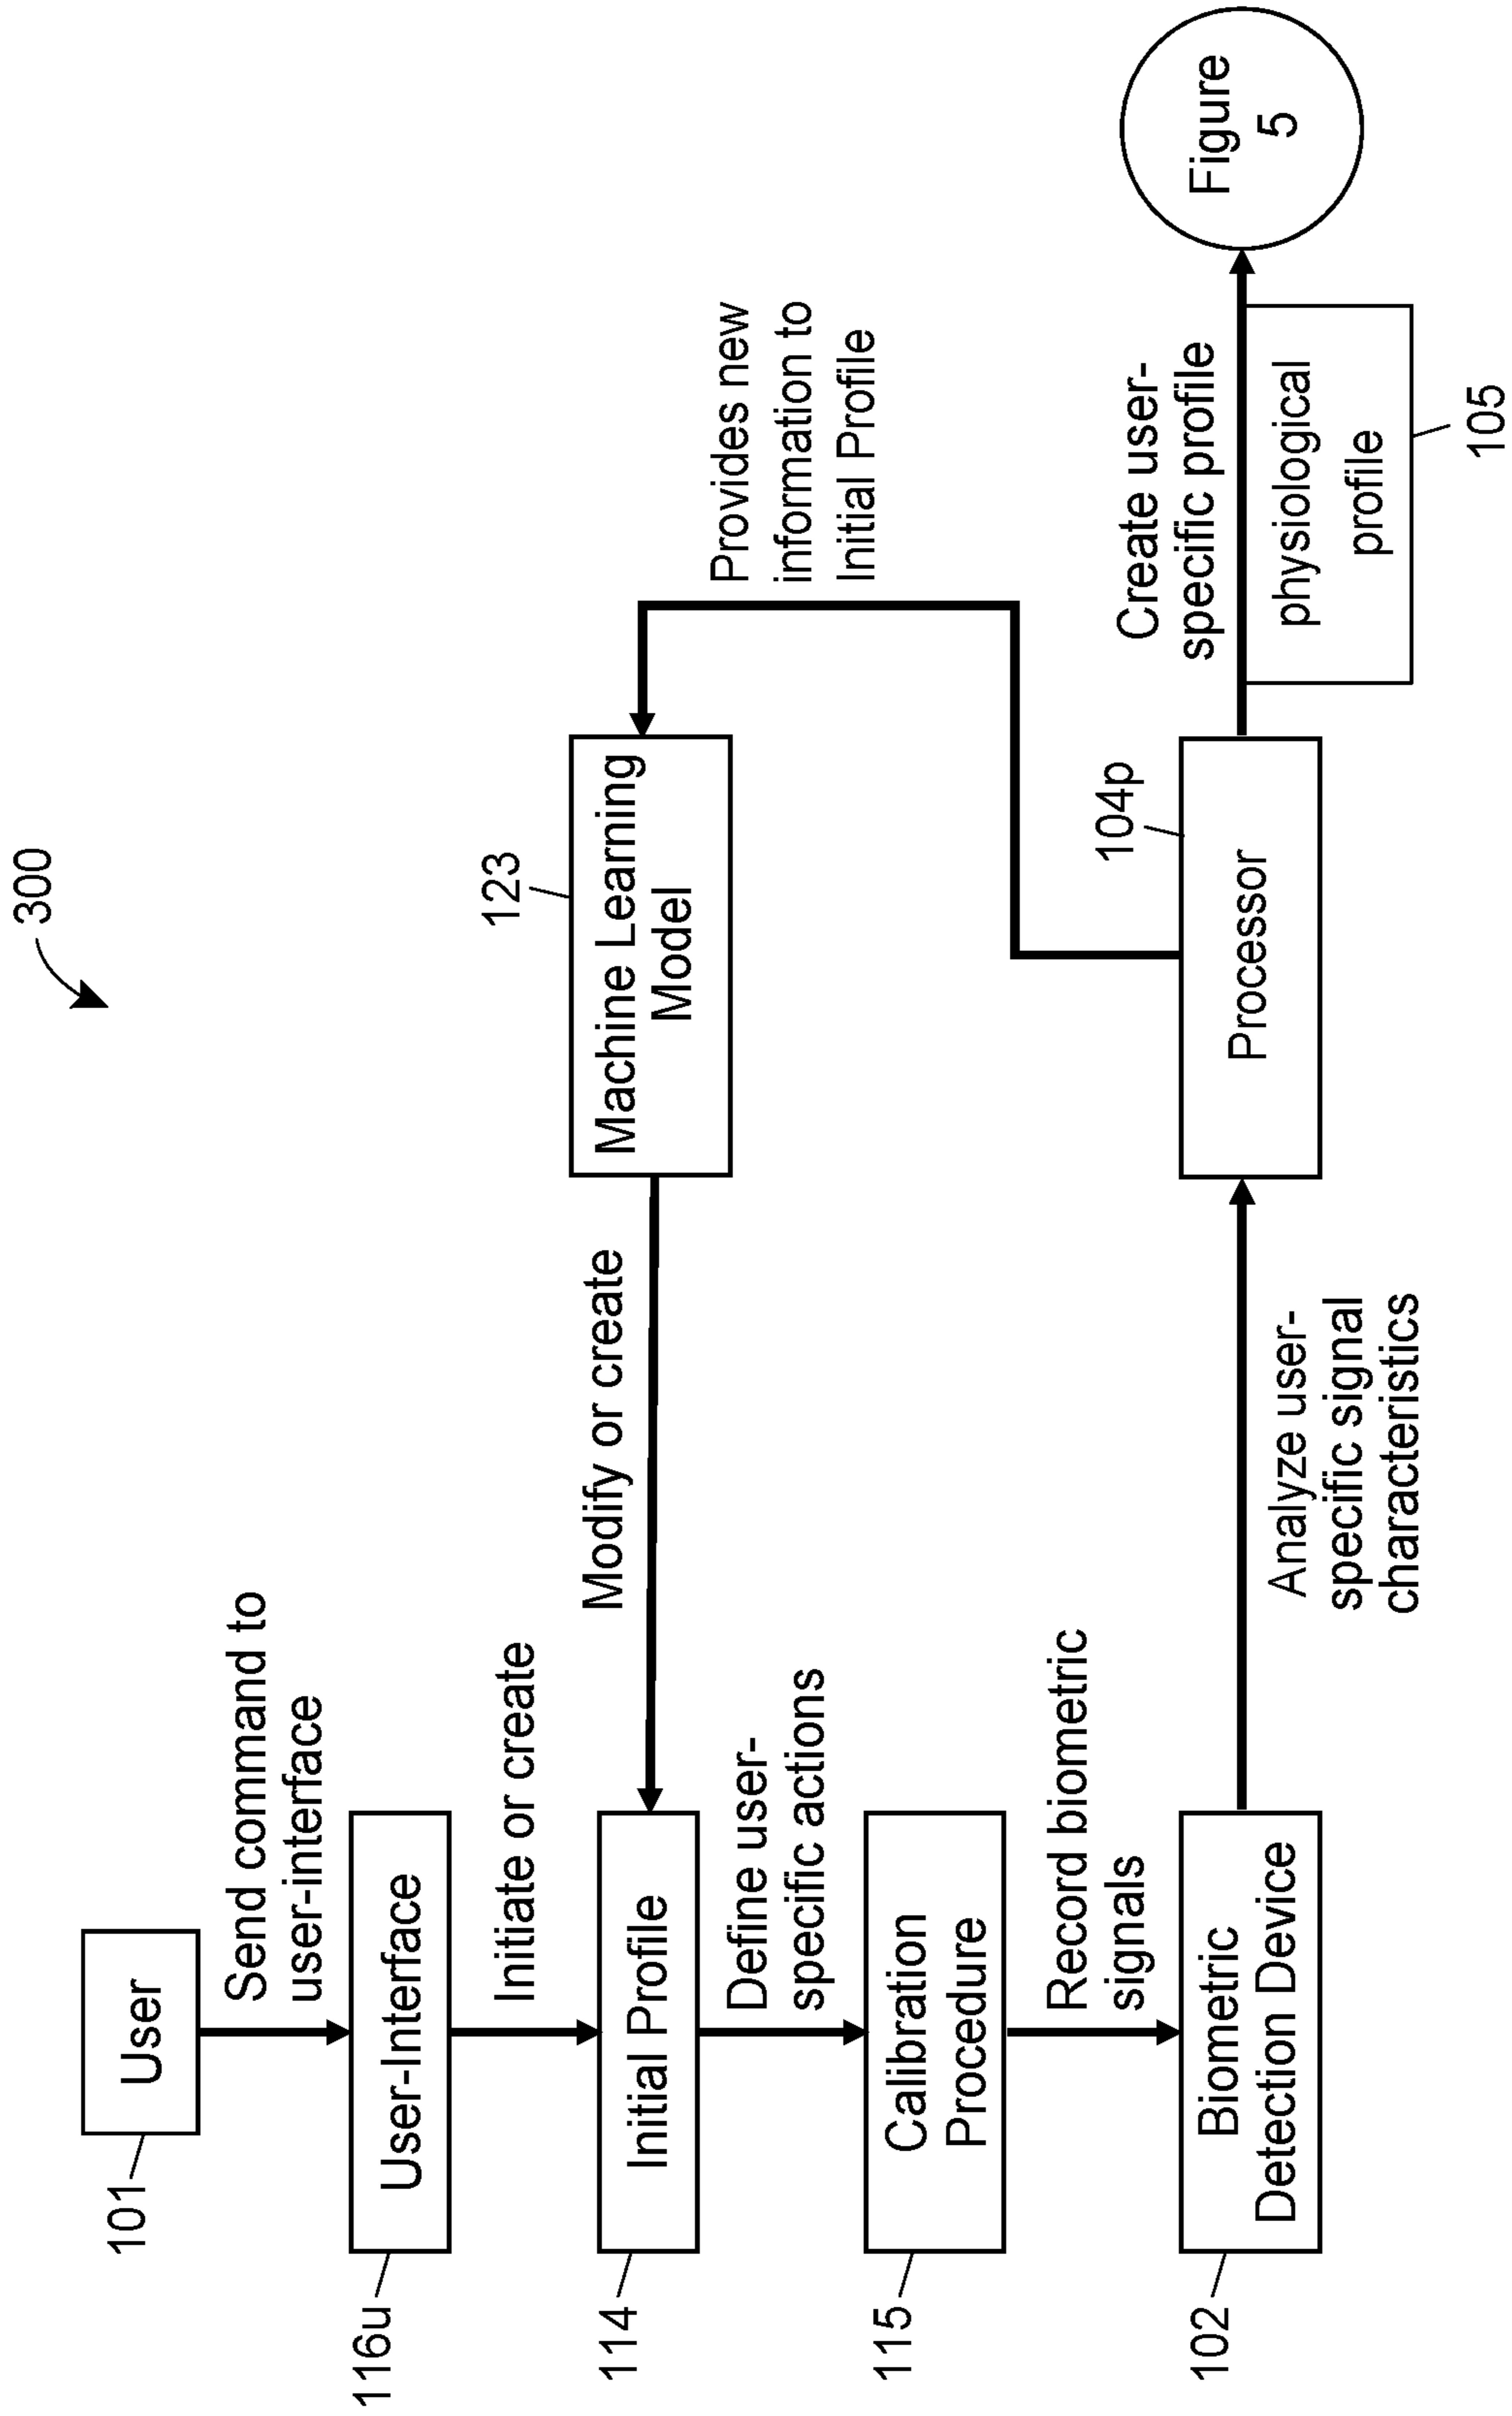 300
User
101
Send command to
user-interface
User-Interface
116u
Initiate or create
Initial Profile
114
Modify or create
Machine Learning
Model
123
Provides new
information to
Initial Profile
Define user-
specific actions
Calibration
Procedure
115
Record biometric
signals
Biometric
Detection Device
102
Analyze user-
specific signal
characteristics
Processor
104p
Create user-
specific profile
physiological
profile
105
Figure
5